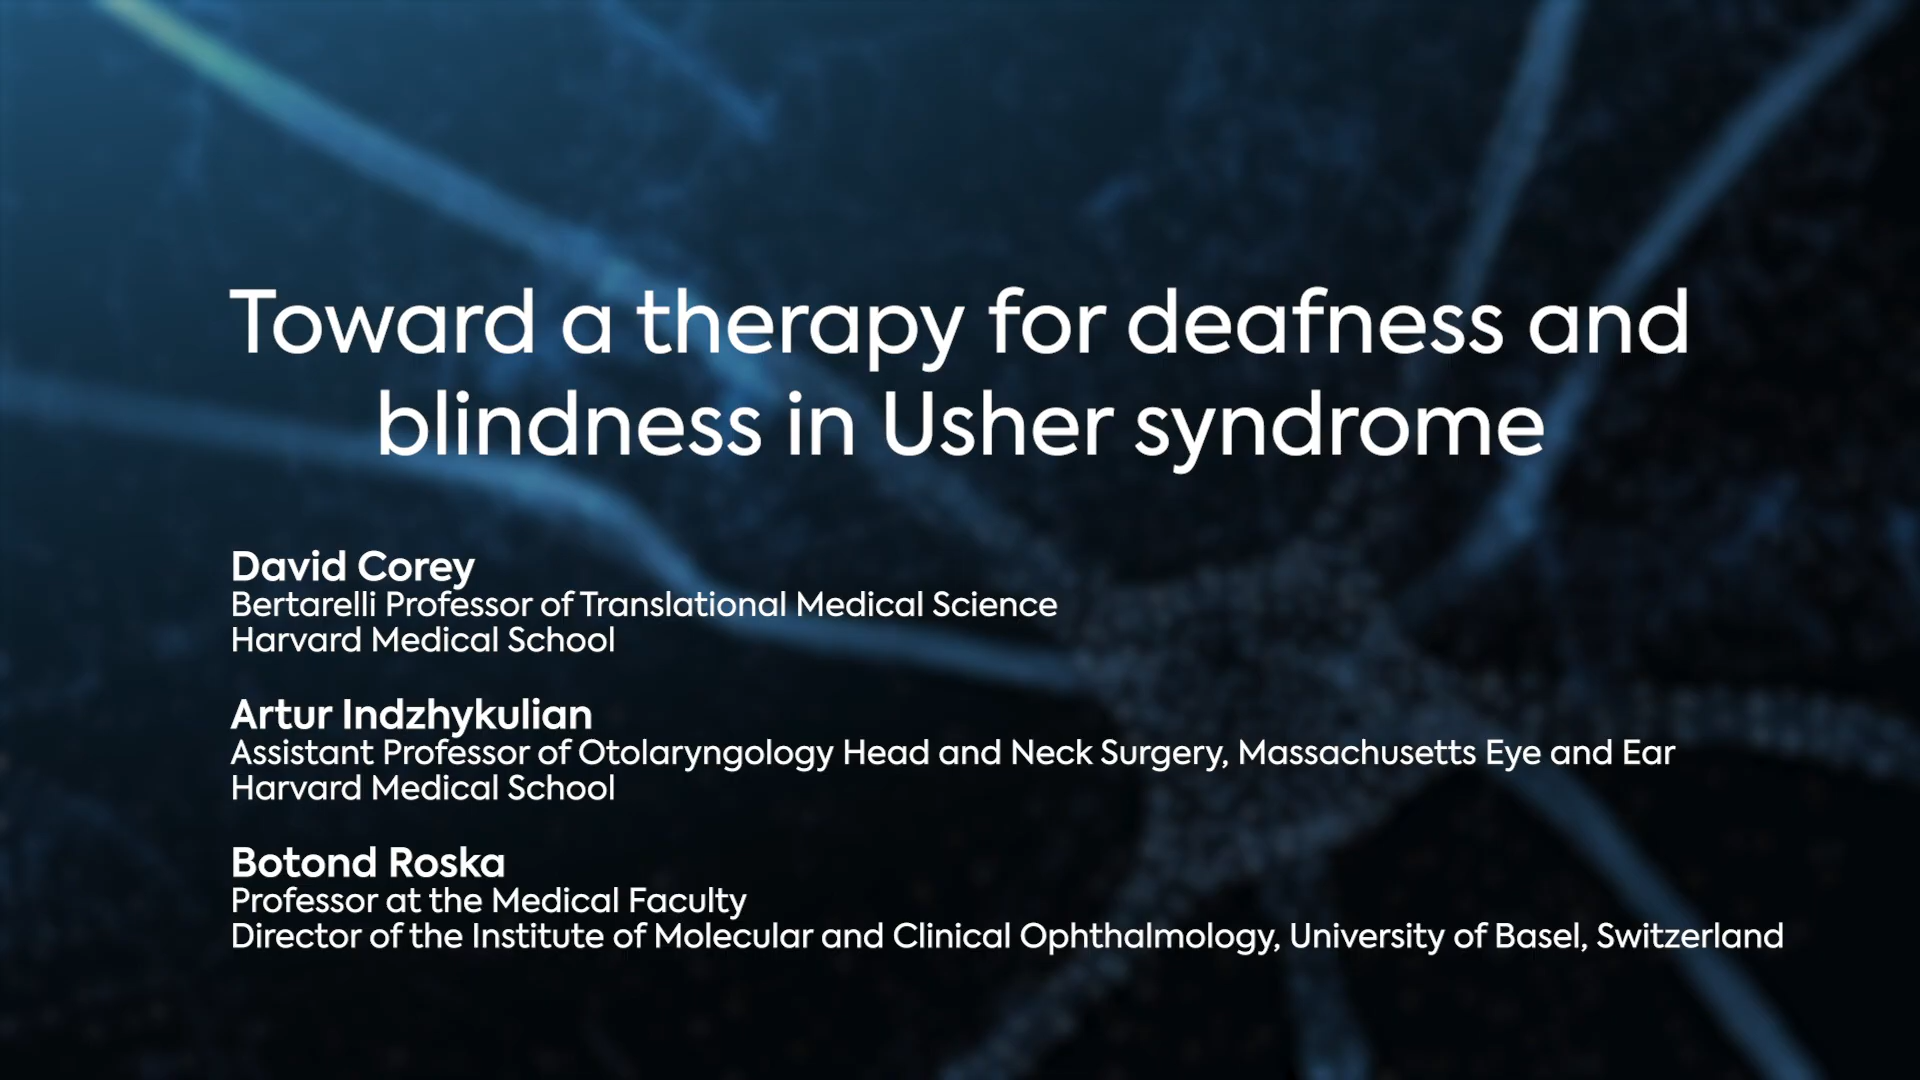 Toward a therapy for deafness and
blindness in Usher syndrome
David Corey
Bertarelli Professor of Translational Medical Science
Harvard Medical School
Artur Indzhykulian
Assistant Professor of Otolaryngology Head and Neck Surgery, Massachusetts Eye and Ear
Harvard Medical School
Botond Roska
Professor at the Medical Faculty
Director of the Institute of Molecular and Clinical Ophthalmology, University of Basel, Switzerland